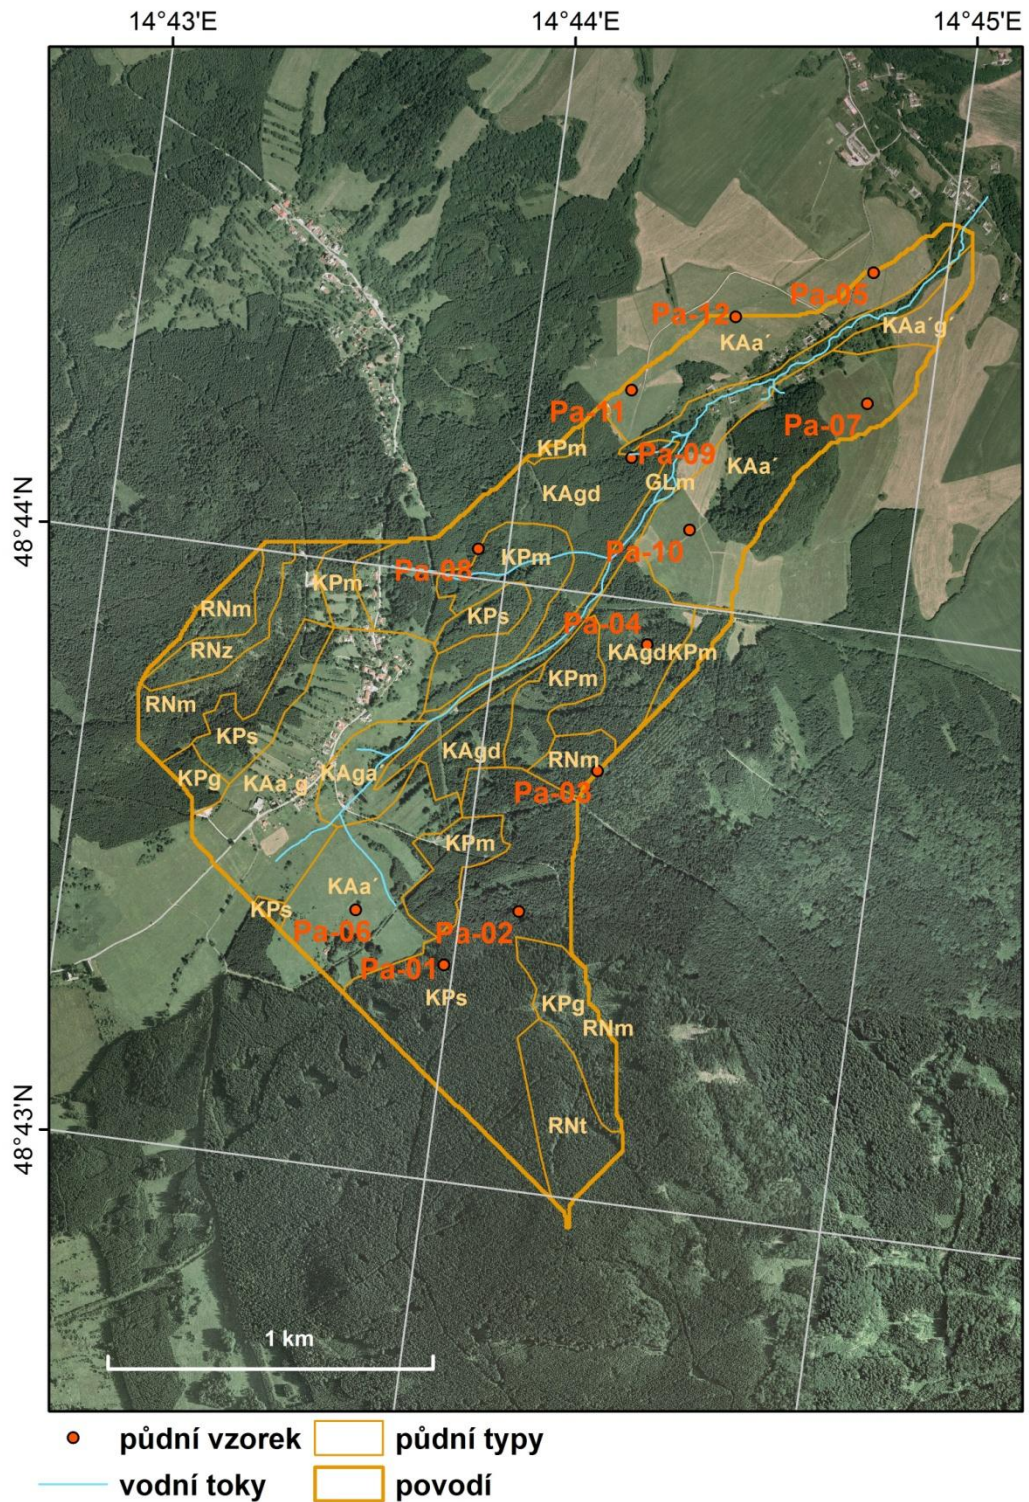 14°43'E 14°44'E 14°45'E
Pa-05
Pa-12
KAa´g´
KAa´
Pa-11
Pa-07
KPm
Pa-09
KAa´
KAgd
GLm
48°44'N
Pa-10
KPm
Pa-08
KPm
RNm
KPs
Pa-04
RNz
KAgdKPm
KPm
RNm
KPs
KAgd
RNm
KPg
KAa´g
KAga
Pa-03
KPm
KAa´
KPs
Pa-06
Pa-02
Pa-01
KPs
KPg
RNm
48°43'N
RNt
1 km
půdní vzorek půdní typy
vodní toky povodí